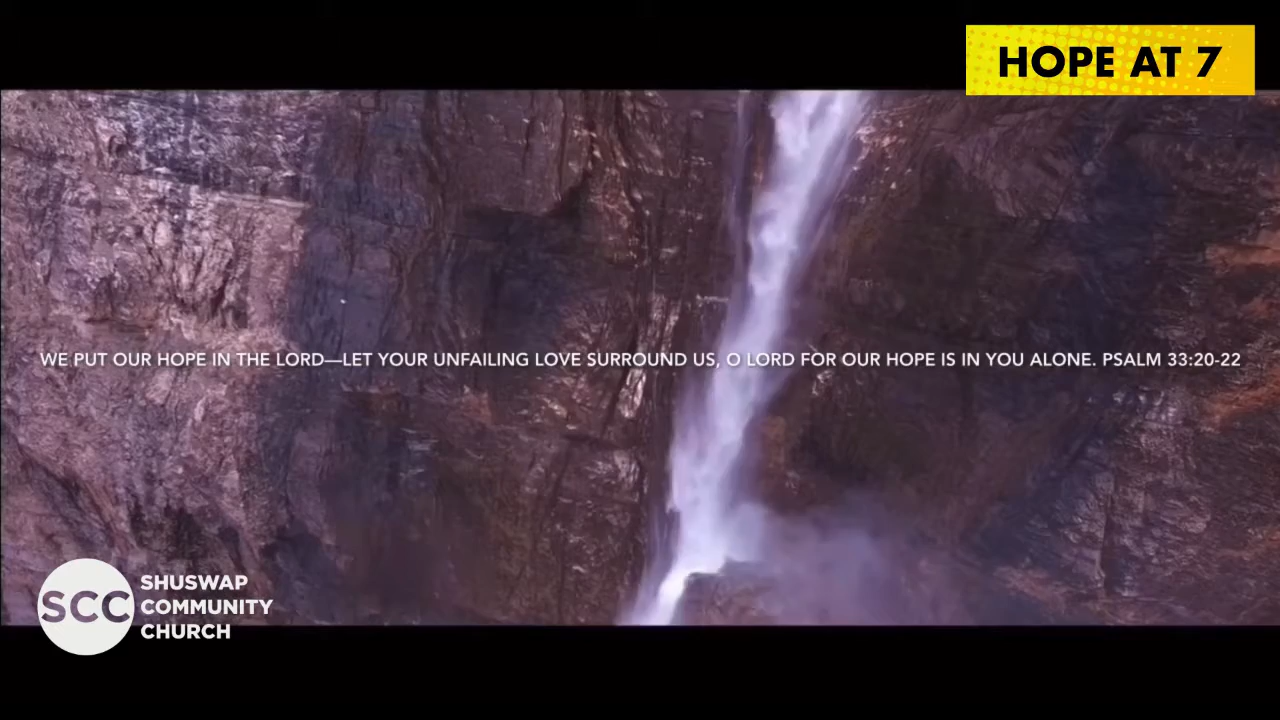 HOPE AT 7
WE PUT OUR HOPE IN THE LORD—LET YOUR UNFAILING LOVE SURROUND US, O LORD FOR OUR HOPE IS IN YOU ALONE. PSALM 33:20-22
SCC
SHUSWAP
COMMUNITY
CHURCH